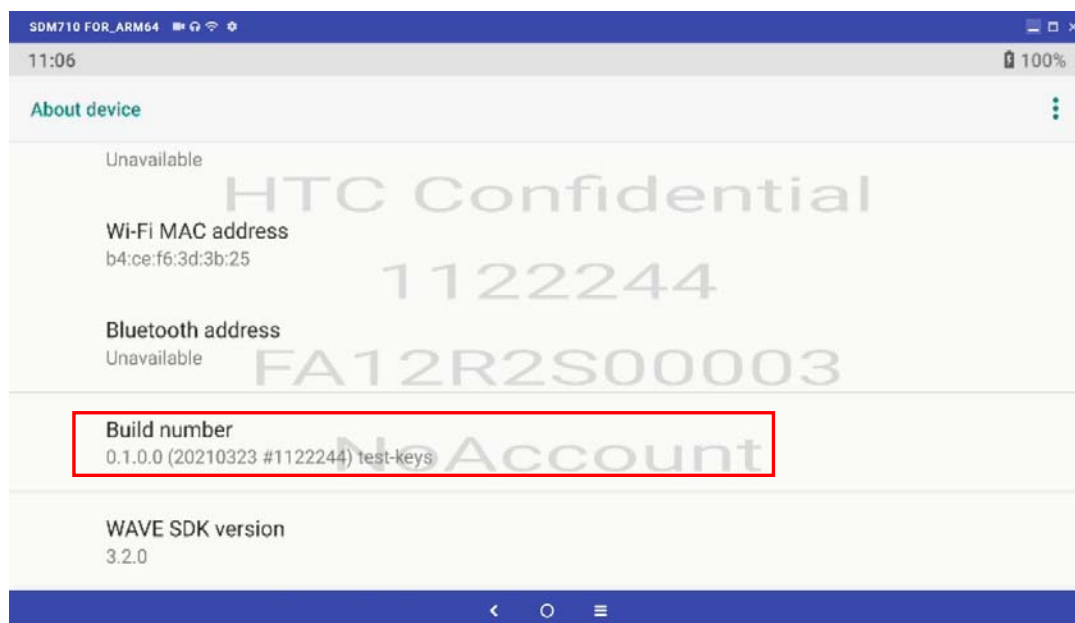 SDM710 FOR_ARM64
11:06 100%
About device
Unavailable
HTC Confidential
Wi-Fi MAC address
b4:ce:f6:3d:3b:25
1122244
Bluetooth address
Unavailable
FA12R2S00003
Build number
0.1.0.0 (20210323 #1122244) test-keys
NoAccount
WAVE SDK version
3.2.0